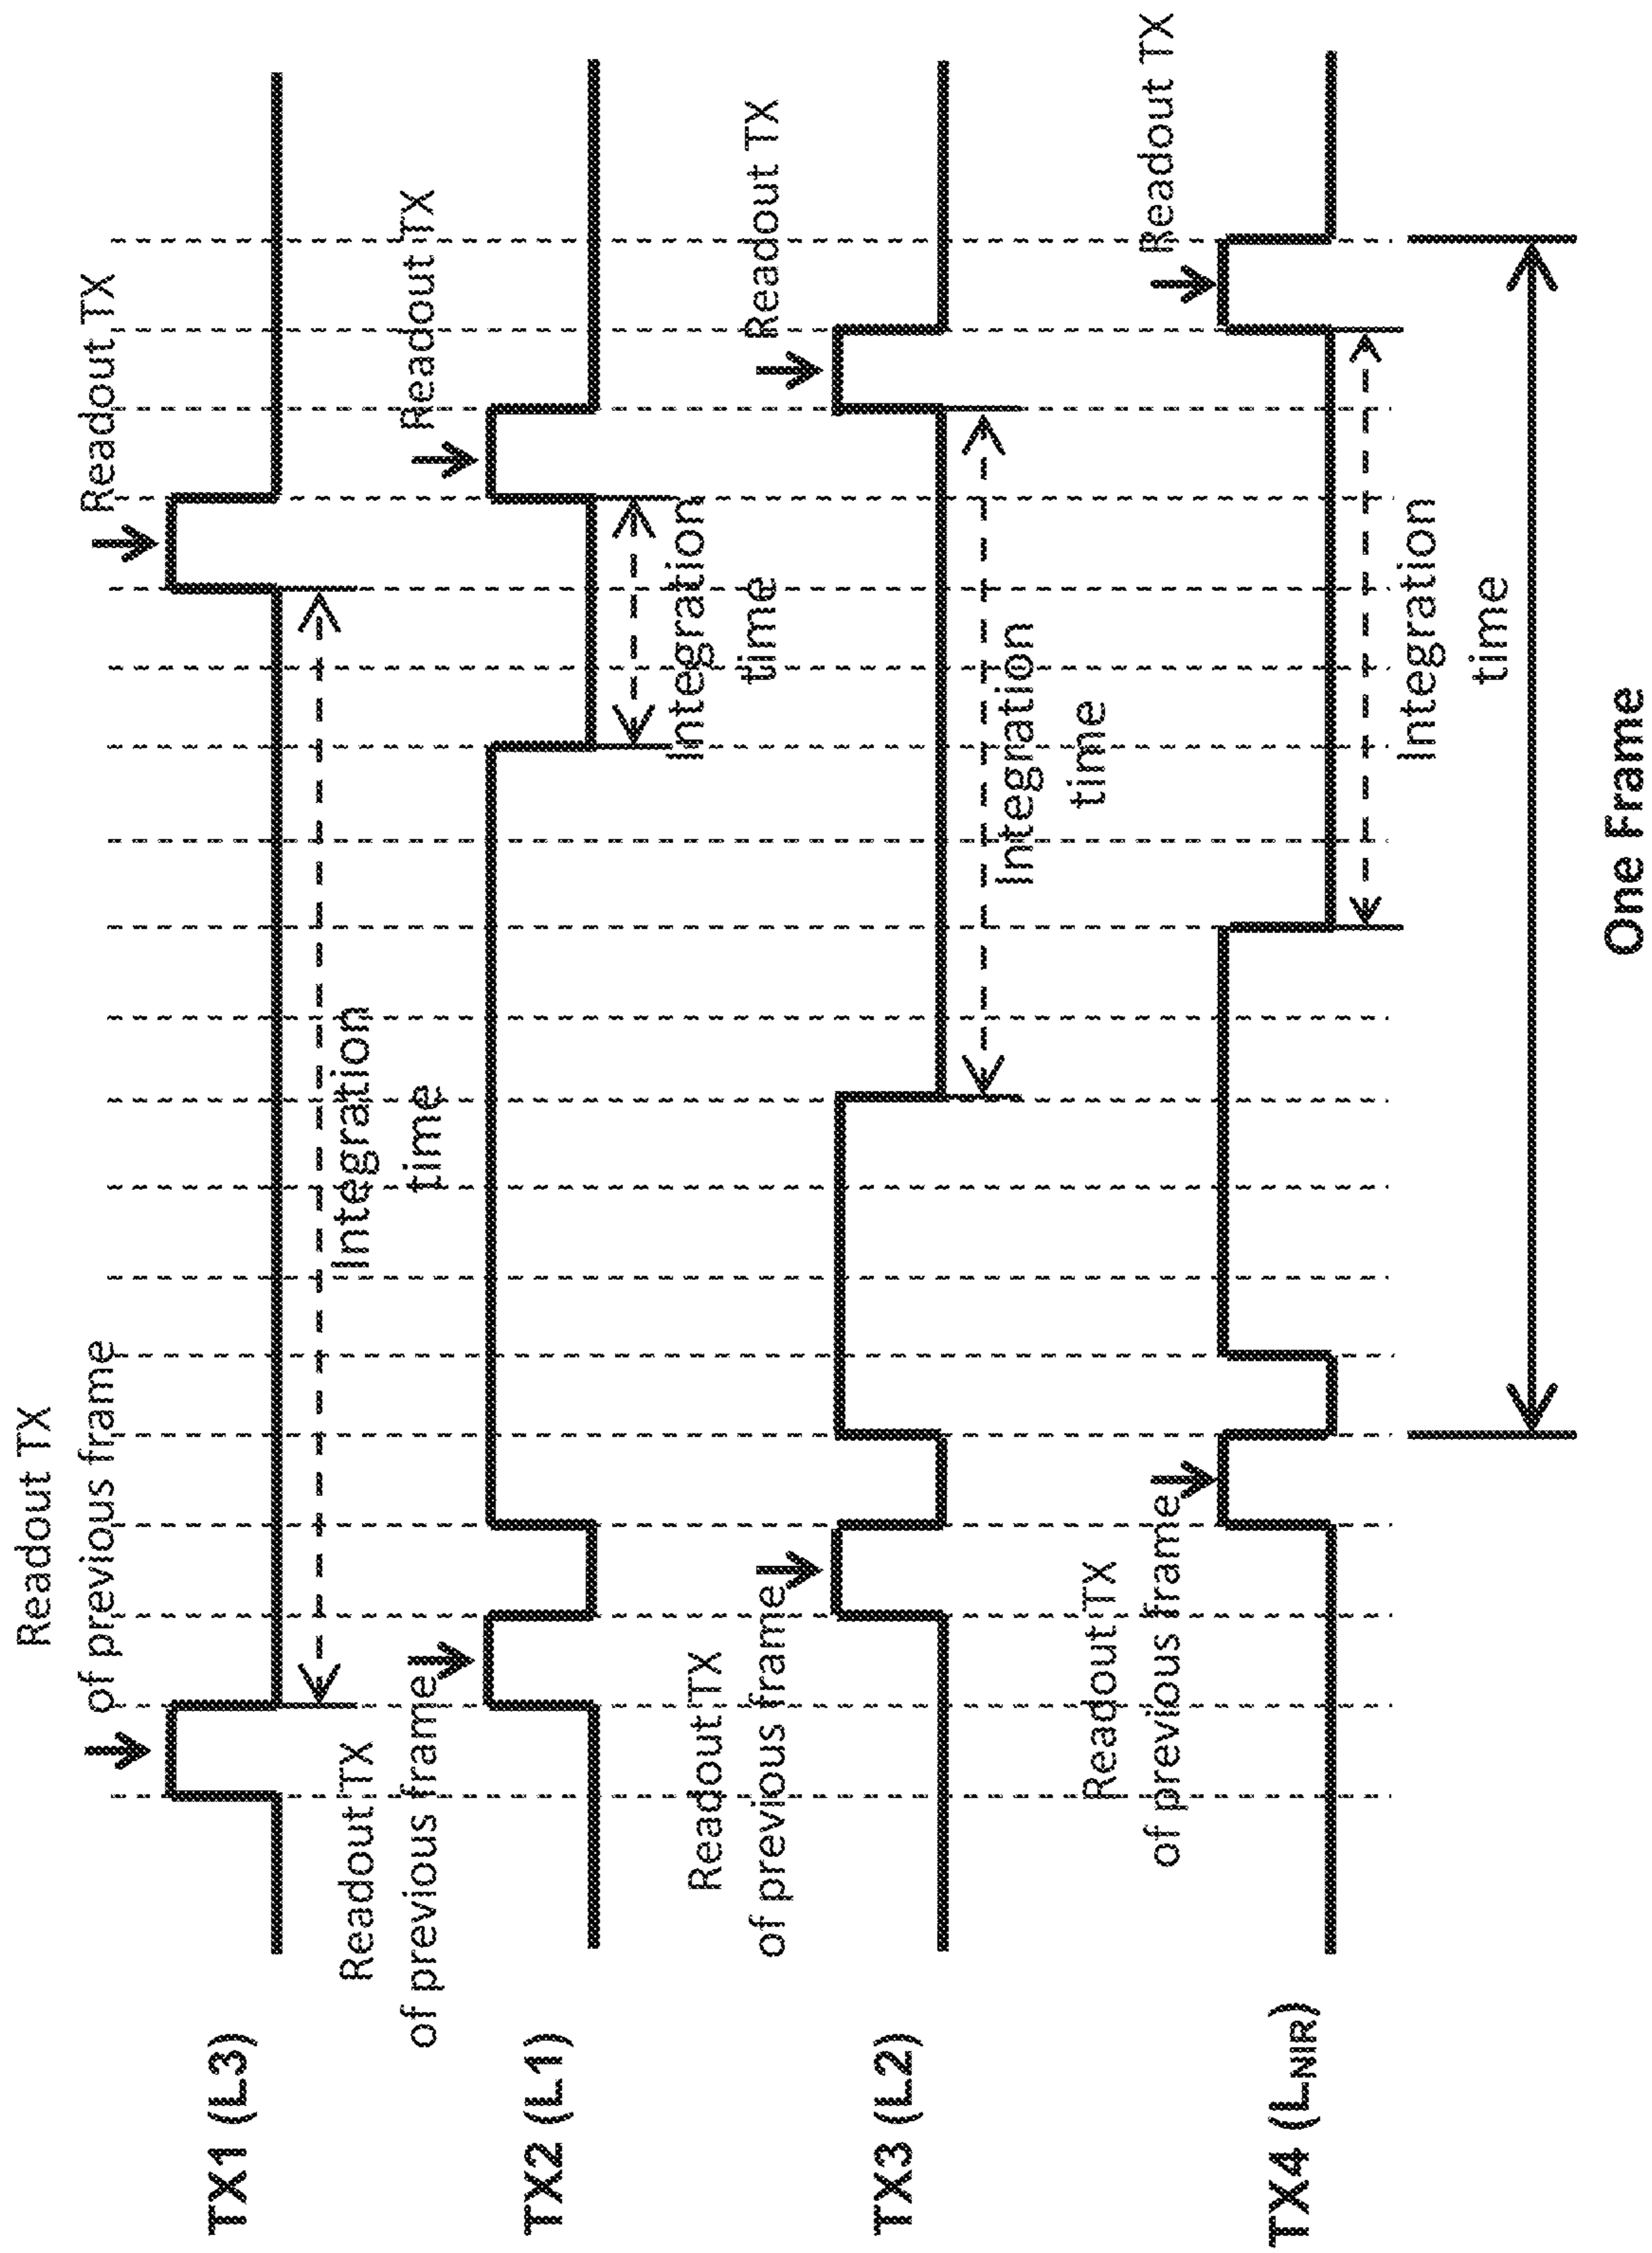 Readout TX
of previous frame
Readout TX
TX1 (L3)
Integration
time
Readout TX
of previous frame
Readout TX
TX2 (L1)
Integration
time
Readout TX
of previous frame
Readout TX
TX3 (L2)
Integration
time
Readout TX
of previous frame
Readout TX
TX4 (LNIR)
Integration
time
One Frame